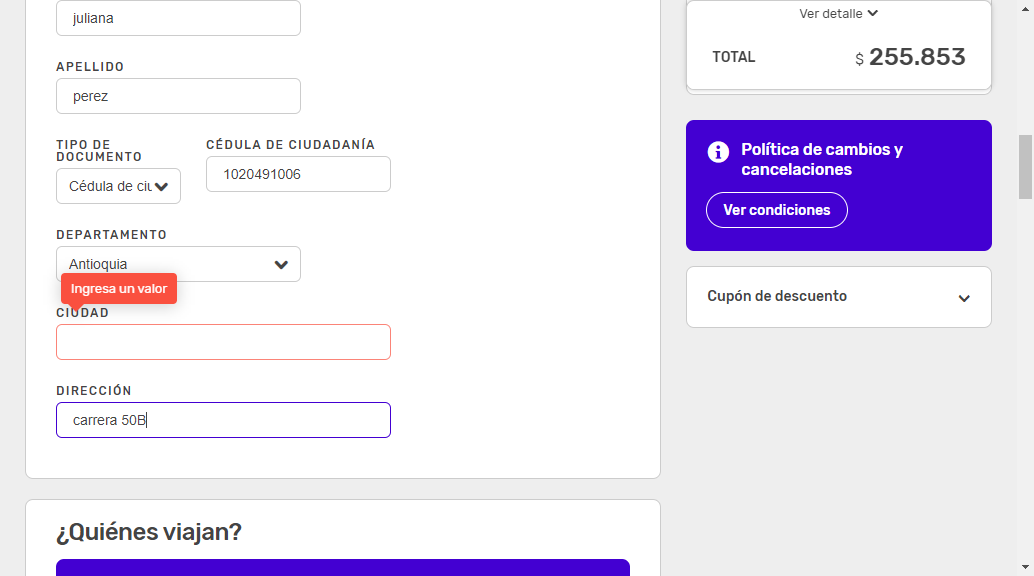 juliana
APELLIDO
perez
TIPO DE
DOCUMENTO
Cédula de ciu
CÉDULA DE CIUDADANÍA
1020491006
DEPARTAMENTO
Antioquia
Ingresa un valor
CIUDAD
DIRECCIÓN
carrera 50B
¿Quiénes viajan?
Ver detalle
TOTAL
$ 255.853
Política de cambios y
cancelaciones
Ver condiciones
Cupón de descuento